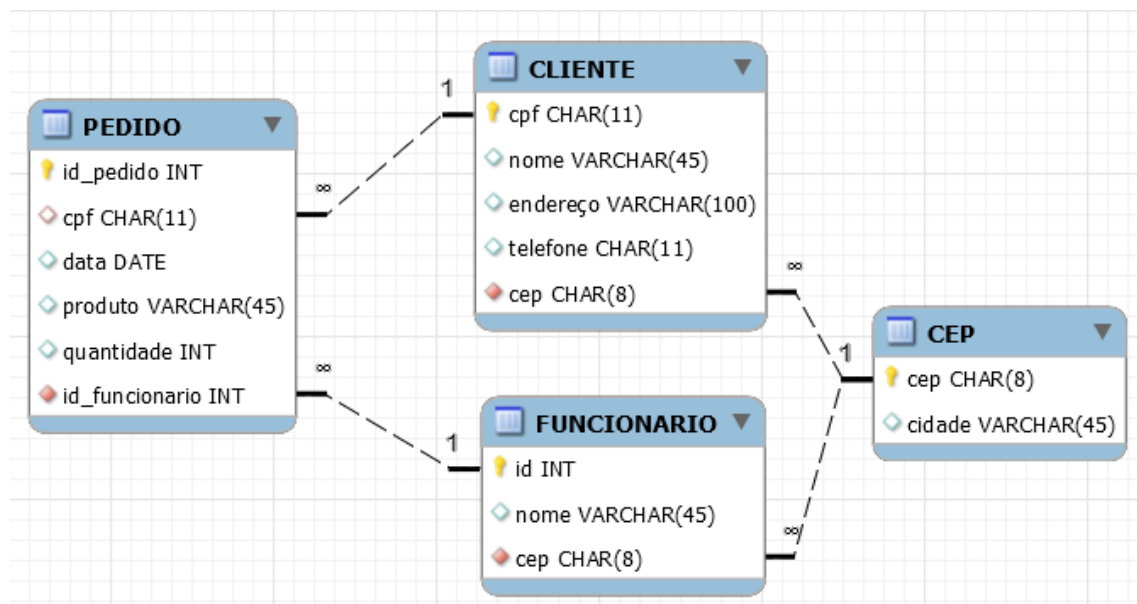 PEDIDO
id_pedido INT
cpf CHAR(11)
data DATE
produto VARCHAR(45)
quantidade INT
id_funcionario INT
∞
∞
1
1
CLIENTE
cpf CHAR(11)
nome VARCHAR(45)
endereço VARCHAR(100)
telefone CHAR(11)
cep CHAR(8)
FUNCIONARIO
id INT
nome VARCHAR(45)
cep CHAR(8)
∞
∞
1
CEP
cep CHAR(8)
cidade VARCHAR(45)